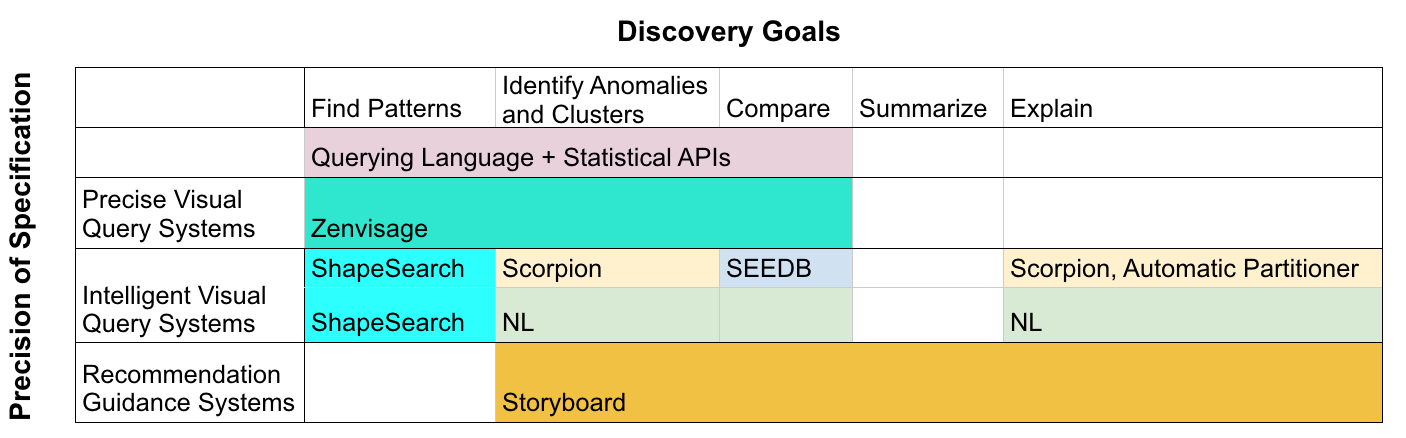 Discovery Goals
Precision of Specification
Find Patterns
Identify Anomalies
and Clusters
Compare
Summarize
Explain
Querying Language + Statistical APIs
Precise Visual
Query Systems
Zenvisage
Intelligent Visual
Query Systems
ShapeSearch
Scorpion
SEEDB
Scorpion, Automatic Partitioner
ShapeSearch
NL
NL
Recommendation
Guidance Systems
Storyboard